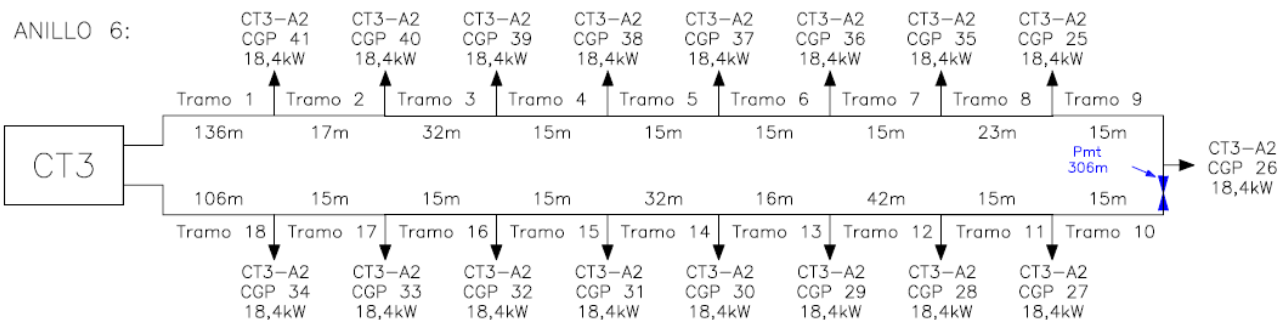 ANILLO 6:
CT3-A2 CT3-A2 CT3-A2 CT3-A2 CT3-A2 CT3-A2 CT3-A2 CT3-A2
CGP 41 CGP 40 CGP 39 CGP 38 CGP 37 CGP 36 CGP 35 CGP 25
18,4kW 18,4kW 18,4kW 18,4kW 18,4kW 18,4kW 18,4kW 18,4kW
Tramo 1 Tramo 2 Tramo 3 Tramo 4 Tramo 5 Tramo 6 Tramo 7 Tramo 8 Tramo 9
136m 17m 32m 15m 15m 15m 15m 23m 15m
CT3
Pmt
306m
CT3-A2
CGP 26
18,4kW
106m 15m 15m 15m 32m 16m 42m 15m 15m
Tramo 18 Tramo 17 Tramo 16 Tramo 15 Tramo 14 Tramo 13 Tramo 12 Tramo 11 Tramo 10
CT3-A2 CT3-A2 CT3-A2 CT3-A2 CT3-A2 CT3-A2 CT3-A2 CT3-A2
CGP 34 CGP 33 CGP 32 CGP 31 CGP 30 CGP 29 CGP 28 CGP 27
18,4kW 18,4kW 18,4kW 18,4kW 18,4kW 18,4kW 18,4kW 18,4kW